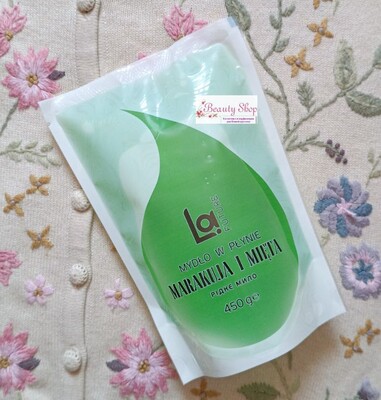 Beauty Shop
La
MYDŁO W PŁYNIE
MARAKUJA I MIĘTA
РІДКЕ МИЛО
450 g℮